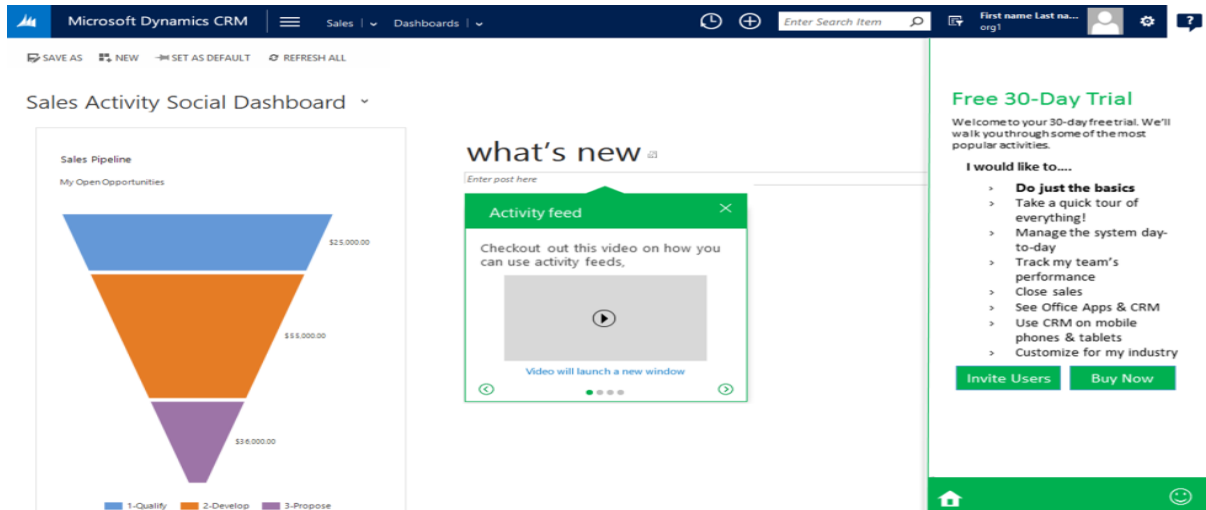 Microsoft Dynamics CRM
Sales
Dashboards
Enter Search Item
First name Last na...
org1
?
SAVE AS
NEW
SET AS DEFAULT
REFRESH ALL
Sales Activity Social Dashboard
Sales Pipeline
My Open Opportunities
$25.000.00
$55.000.00
$36.000.00
1-Qualify
2-Develop
3-Propose
what's new
Enter post here
Activity feed
Checkout out this video on how you
can use activity feeds,
Video will launch a new window
Free 30-Day Trial
Welcome to your 30-day free trial. We'll
walk you through some of the most
popular activities.
I would like to....
Do just the basics
Take a quick tour of
everything!
Manage the system day-
to-day
Track my team's
performance
Close sales
See Office Apps & CRM
Use CRM on mobile
phones & tablets
Customize for my industry
Invite Users
Buy Now